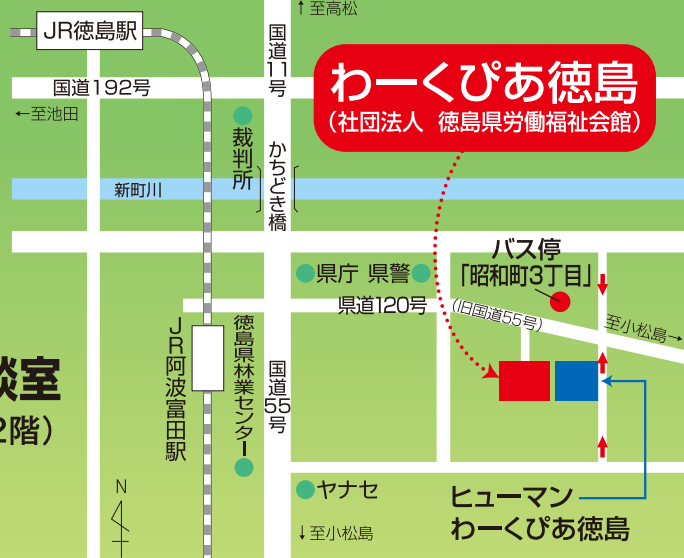 ↑至高松
JR徳島駅
国道11号
わーくぴあ徳島
（社団法人 徳島県労働福祉会館）
国道192号
←至池田
裁判所
かちどき橋
新町川
バス停
「昭和町3丁目」
県庁
県警
県道120号
（旧国道55号）
至小松島→
JR阿波富田駅
徳島県林業センター
国道55号
談室
2階）
ヤナセ
N
ヒューマン
わーくぴあ徳島
↓至小松島